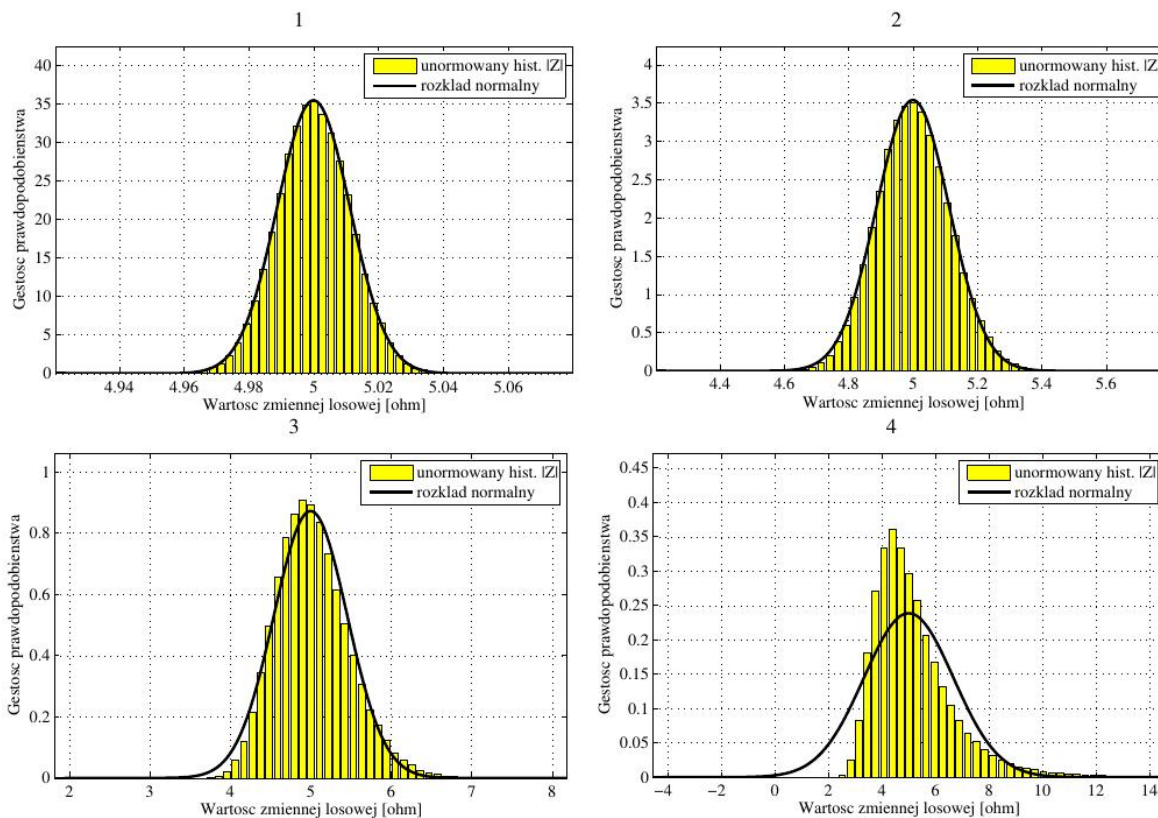 1
unormowany hist. |Z|
rozklad normalny
40
35
30
25
20
15
10
5
0
Gestosc prawdopodobienstwa
4.94 4.96 4.98 5 5.02 5.04 5.06
Wartosc zmiennej losowej [ohm]
2
unormowany hist. |Z|
rozklad normalny
4
3.5
3
2.5
2
1.5
1
0.5
0
Gestosc prawdopodobienstwa
4.4 4.6 4.8 5 5.2 5.4 5.6
Wartosc zmiennej losowej [ohm]
3
unormowany hist. |Z|
rozklad normalny
1
0.8
0.6
0.4
0.2
0
Gestosc prawdopodobienstwa
2 3 4 5 6 7 8
Wartosc zmiennej losowej [ohm]
4
unormowany hist. |Z|
rozklad normalny
0.45
0.4
0.35
0.3
0.25
0.2
0.15
0.1
0.05
0
Gestosc prawdopodobienstwa
−4 −2 0 2 4 6 8 10 12 14
Wartosc zmiennej losowej [ohm]